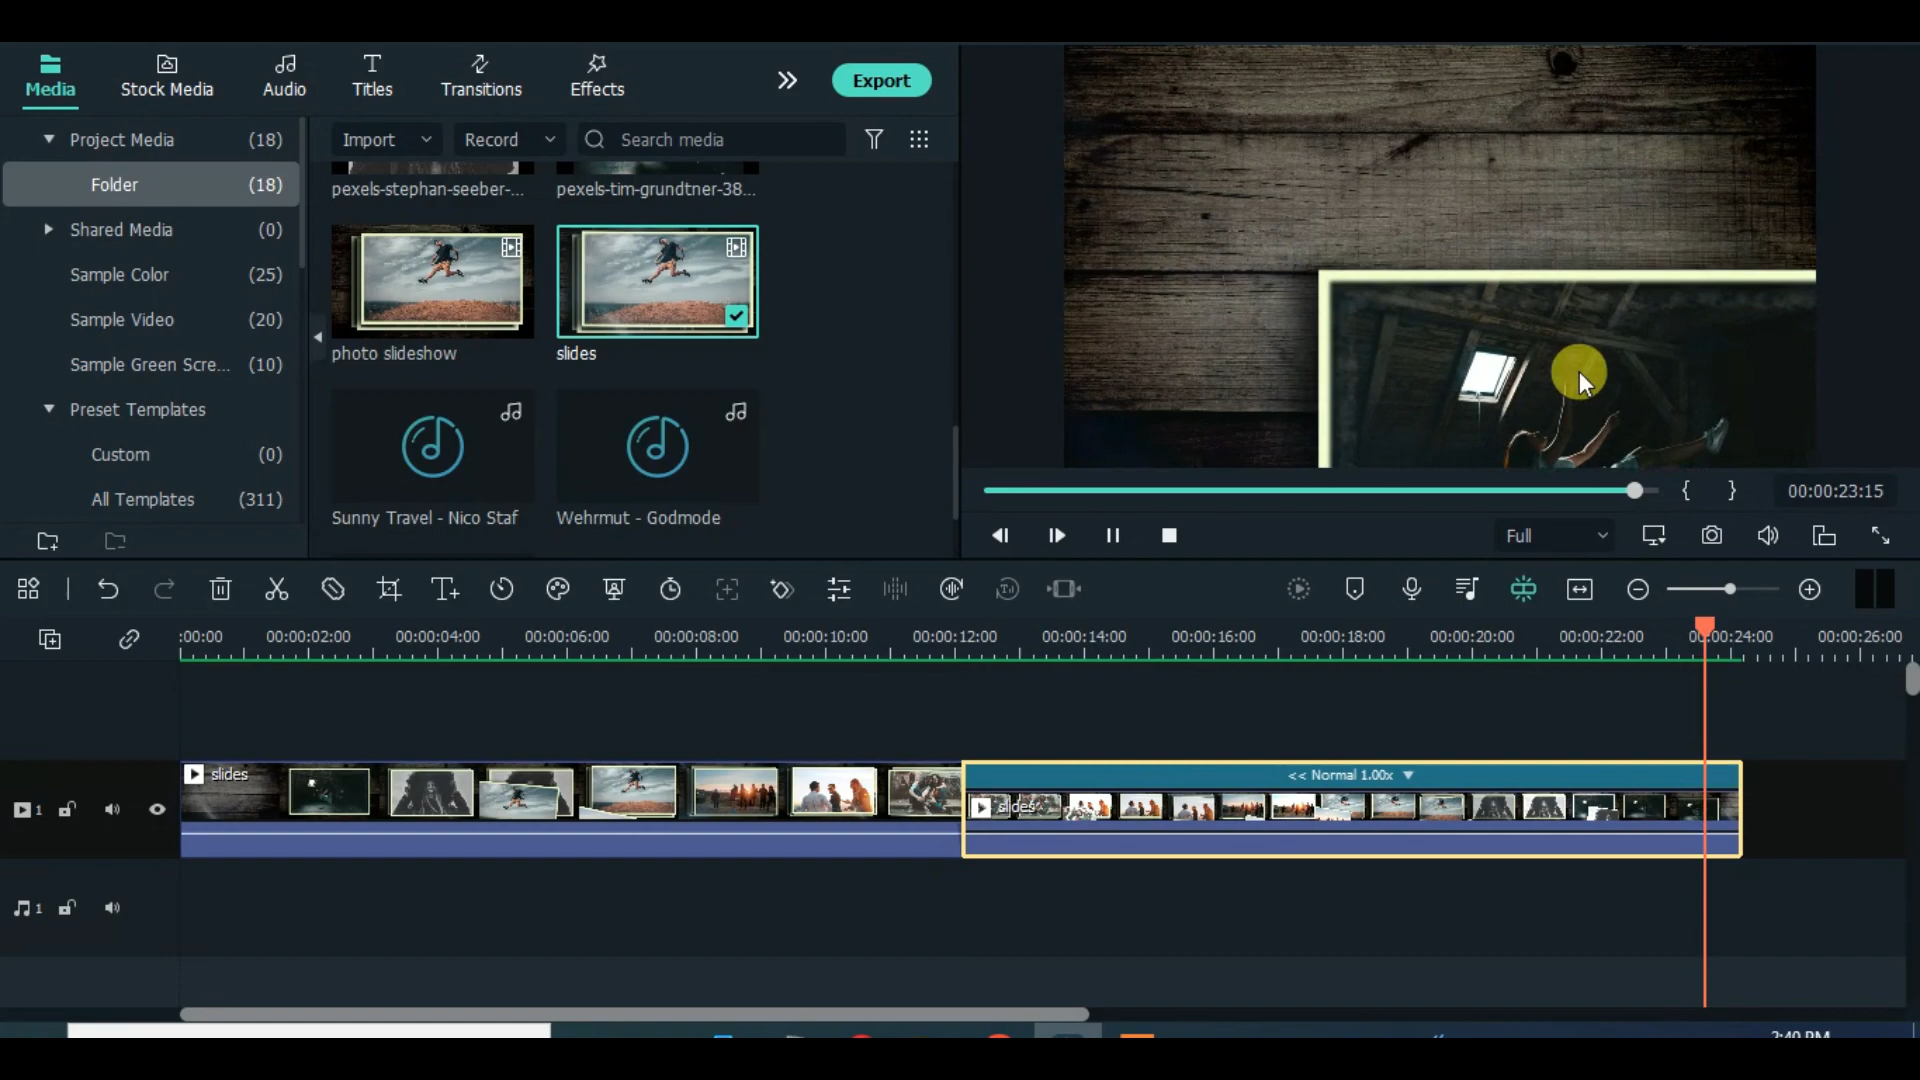 Media
Stock Media
Audio
Titles
Transitions
Effects
Export
Project Media (18)
Folder (18)
Shared Media (0)
Sample Color (25)
Sample Video (20)
Sample Green Scre... (10)
Preset Templates
Custom (0)
All Templates (311)
Import
Record
Search media
pexels-stephan-seeber-...
pexels-tim-grundtner-38...
photo slideshow
slides
Sunny Travel - Nico Staf
Wehrmut - Godmode
{ }
00:00:23:15
Full
:00:00 00:00:02:00 00:00:04:00 00:00:06:00 00:00:08:00 00:00:10:00 00:00:12:00 00:00:14:00 00:00:16:00 00:00:18:00 00:00:20:00 00:00:22:00 00:00:24:00 00:00:26:00
slides
<< Normal 1.00x
slides
1
1
2:40 PM